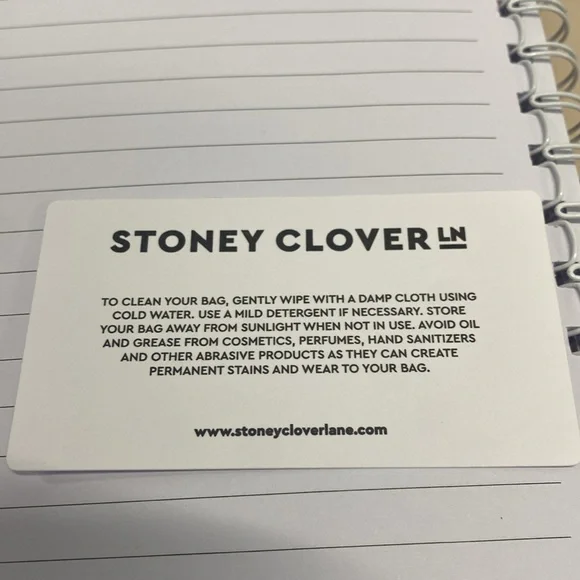 STONEY CLOVER LN
TO CLEAN YOUR BAG, GENTLY WIPE WITH A DAMP CLOTH USING
COLD WATER. USE A MILD DETERGENT IF NECESSARY. STORE
YOUR BAG AWAY FROM SUNLIGHT WHEN NOT IN USE. AVOID OIL
AND GREASE FROM COSMETICS, PERFUMES, HAND SANITIZERS
AND OTHER ABRASIVE PRODUCTS AS THEY CAN CREATE
PERMANENT STAINS AND WEAR TO YOUR BAG.
www.stoneycloverlane.com